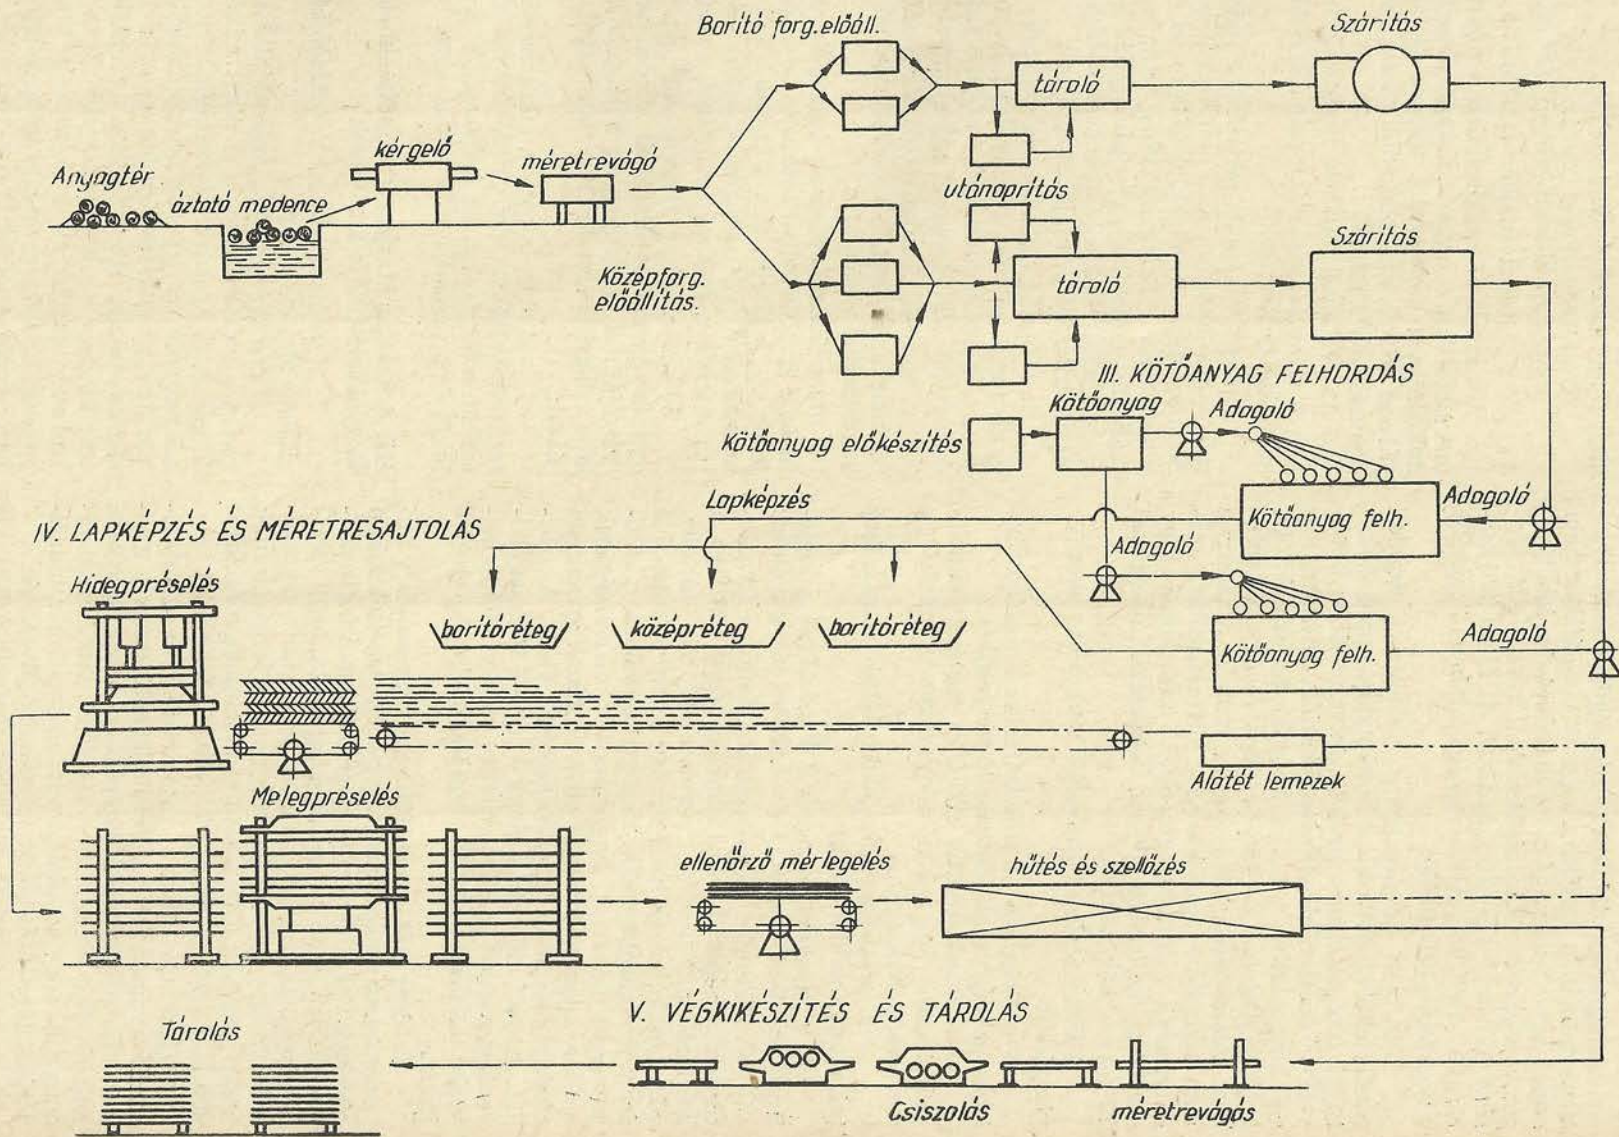 Borító forg.előáll.
Szárítás
tároló
kérgelő
méretrevágó
Anyagtér
áztató medence
utánaprítás
Középforg.
előállítás.
tároló
Szárítás
III. KÖTŐANYAG FELHORDÁS
Kötőanyag
Adagoló
Kötőanyag előkészítés
Lapképzés
Kötőanyag felh.
Adagoló
IV. LAPKÉPZÉS ÉS MÉRETRESAJTOLÁS
Adagoló
Hidegpréselés
borítóréteg
középréteg
borítóréteg
Kötőanyag felh.
Adagoló
Alátét lemezek
Melegpréselés
ellenőrző mérlegelés
hűtés és szellőzés
V. VÉGKIKÉSZÍTÉS ÉS TÁROLÁS
Tárolás
Csiszolás
méretrevágás